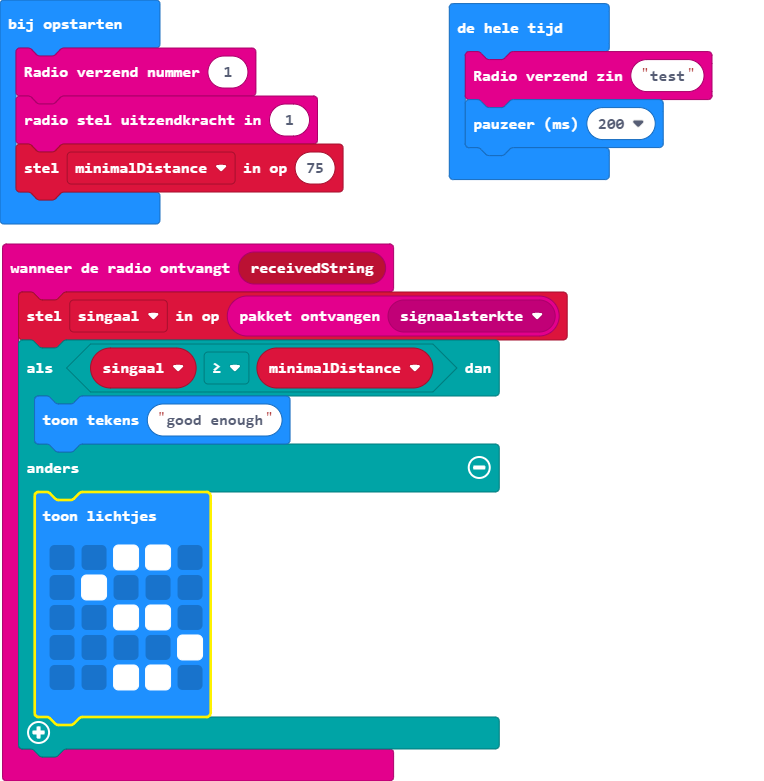 bij opstarten
Radio verzend nummer 1
radio stel uitzendkracht in 1
stel minimalDistance in op 75
de hele tijd
Radio verzend zin "test"
pauzeer (ms) 200
wanneer de radio ontvangt receivedString
stel singaal in op pakket ontvangen signaalsterkte
als singaal ≥ minimalDistance dan
toon tekens "good enough"
anders
toon lichtjes